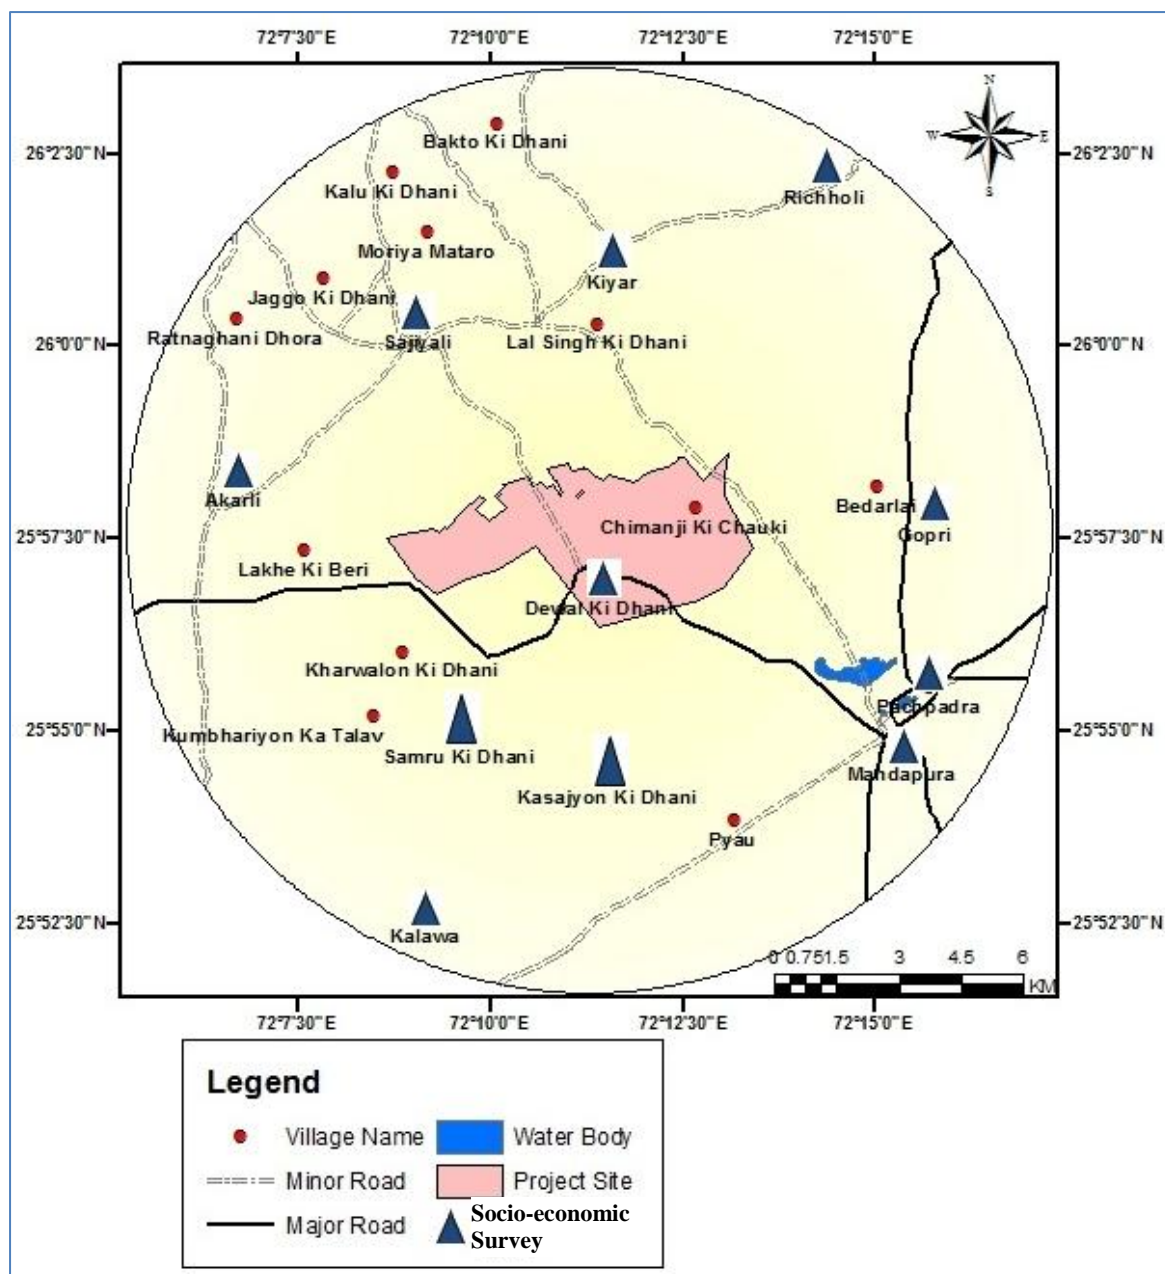 72°7'30"E 72°10'0"E 72°12'30"E 72°15'0"E
N
W E
S
Bakto Ki Dhani
26°2'30"N 26°2'30"N
Kalu Ki Dhani
Richholi
Moriya Mataro
Kiyar
Jaggo Ki Dhani
Ratnaghani Dhora
Sajiyali
Lal Singh Ki Dhani
26°0'0"N 26°0'0"N
Akarli
Bedarlai
Gopri
Chimanji Ki Chauki
25°57'30"N 25°57'30"N
Lakhe Ki Beri
Dewal Ki Dhani
Kharwalon Ki Dhani
Pachpadra
25°55'0"N 25°55'0"N
Kumbhariyon Ka Talav
Samru Ki Dhani
Mandapura
Kasajyon Ki Dhani
Pyau
25°52'30"N 25°52'30"N
Kalawa
0 0.75 1.5 3 4.5 6
KM
72°7'30"E 72°10'0"E 72°12'30"E 72°15'0"E
Legend
Village Name Water Body
Minor Road Project Site
Major Road Socio-economic
Survey